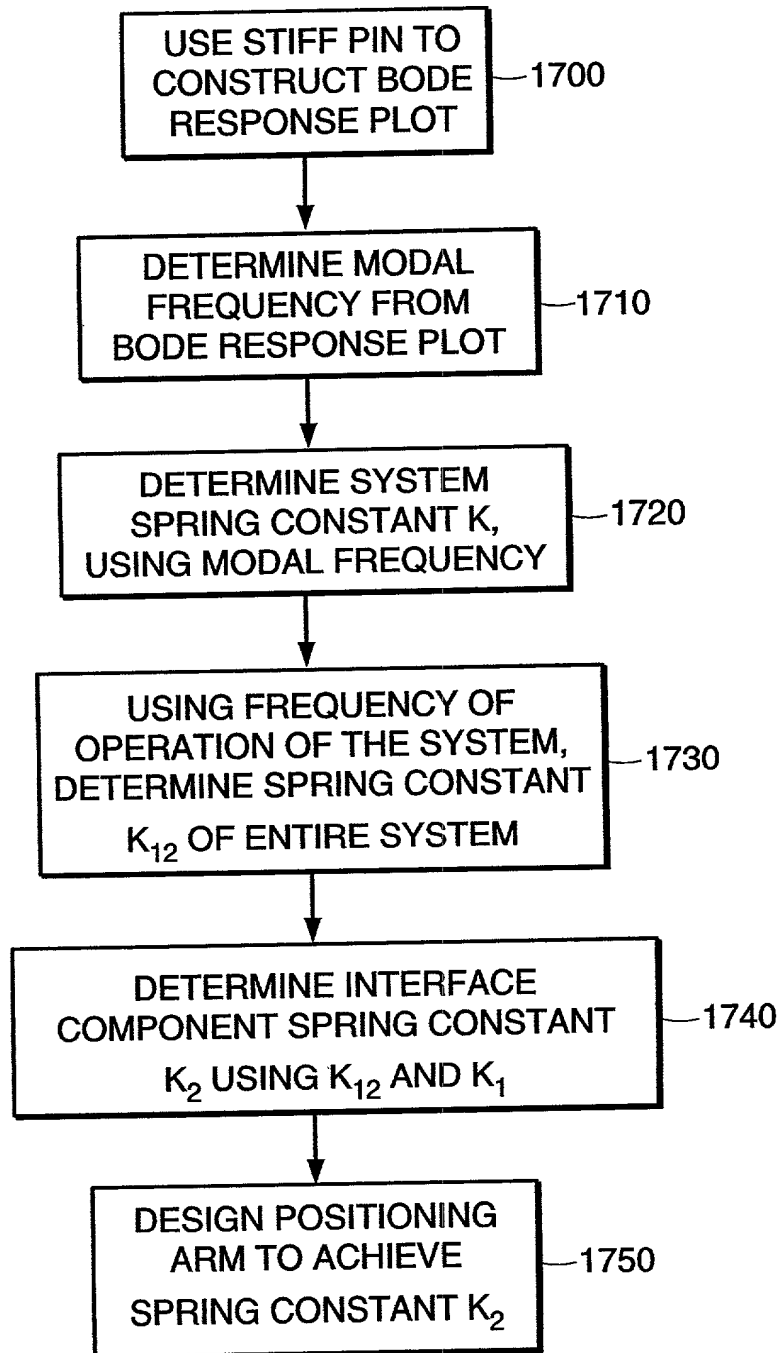 USE STIFF PIN TO
CONSTRUCT BODE
RESPONSE PLOT
1700
DETERMINE MODAL
FREQUENCY FROM
BODE RESPONSE PLOT
1710
DETERMINE SYSTEM
SPRING CONSTANT K,
USING MODAL FREQUENCY
1720
USING FREQUENCY OF
OPERATION OF THE SYSTEM,
DETERMINE SPRING CONSTANT
K₁₂ OF ENTIRE SYSTEM
1730
DETERMINE INTERFACE
COMPONENT SPRING CONSTANT
K₂ USING K₁₂ AND K₁
1740
DESIGN POSITIONING
ARM TO ACHIEVE
SPRING CONSTANT K₂
1750